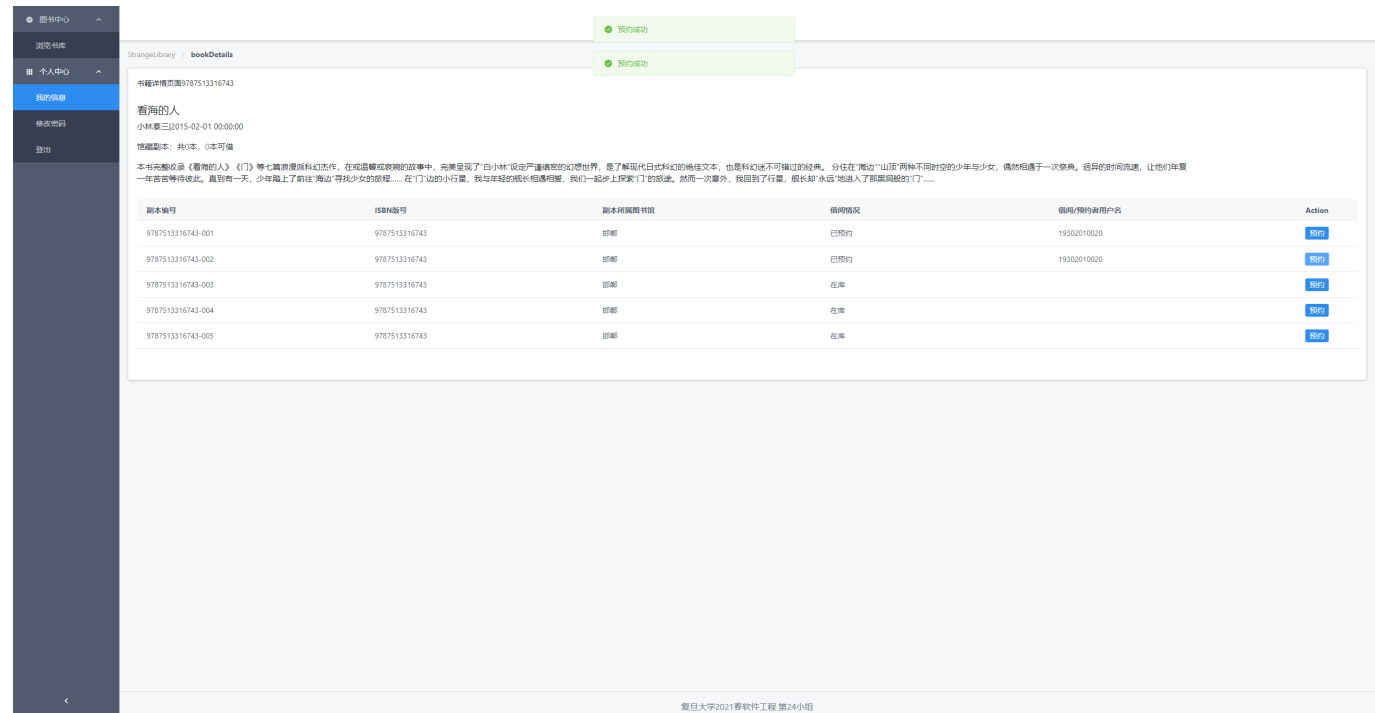 图书中心
预约成功
浏览书库
StrangeLibrary / bookDetails
预约成功
个人中心
书籍详情页面9787513316743
我的信息
看海的人
修改密码
小林泰三|2015-02-01 00:00:00
登出
馆藏副本：共0本，0本可借
本书完整收录《看海的人》《门》等七篇浪漫派科幻杰作，在或温馨或哀婉的故事中，完美呈现了"白小林"设定严谨缜密的幻想世界，是了解现代日式科幻的绝佳文本，也是科幻迷不可错过的经典。 分住在"海边""山顶"两种不同时空的少年与少女，偶然相遇于一次祭典。迥异的时间流速，让他们年复
一年苦苦等待彼此。直到有一天，少年踏上了前往"海边"寻找少女的旅程…… 在"门"边的小行星，我与年轻的舰长相遇相爱，我们一起步上探索"门"的旅途。然而一次意外，我回到了行星，舰长却"永远"地进入了那黑洞般的"门"……
副本编号 ISBN版号 副本所属图书馆 借阅情况 借阅/预约者用户名 Action
9787513316743-001 9787513316743 邯郸 已预约 19302010020 预约
9787513316743-002 9787513316743 邯郸 已预约 19302010020 预约
9787513316743-003 9787513316743 邯郸 在库 预约
9787513316743-004 9787513316743 邯郸 在库 预约
9787513316743-005 9787513316743 邯郸 在库 预约
复旦大学2021春软件工程 第24小组